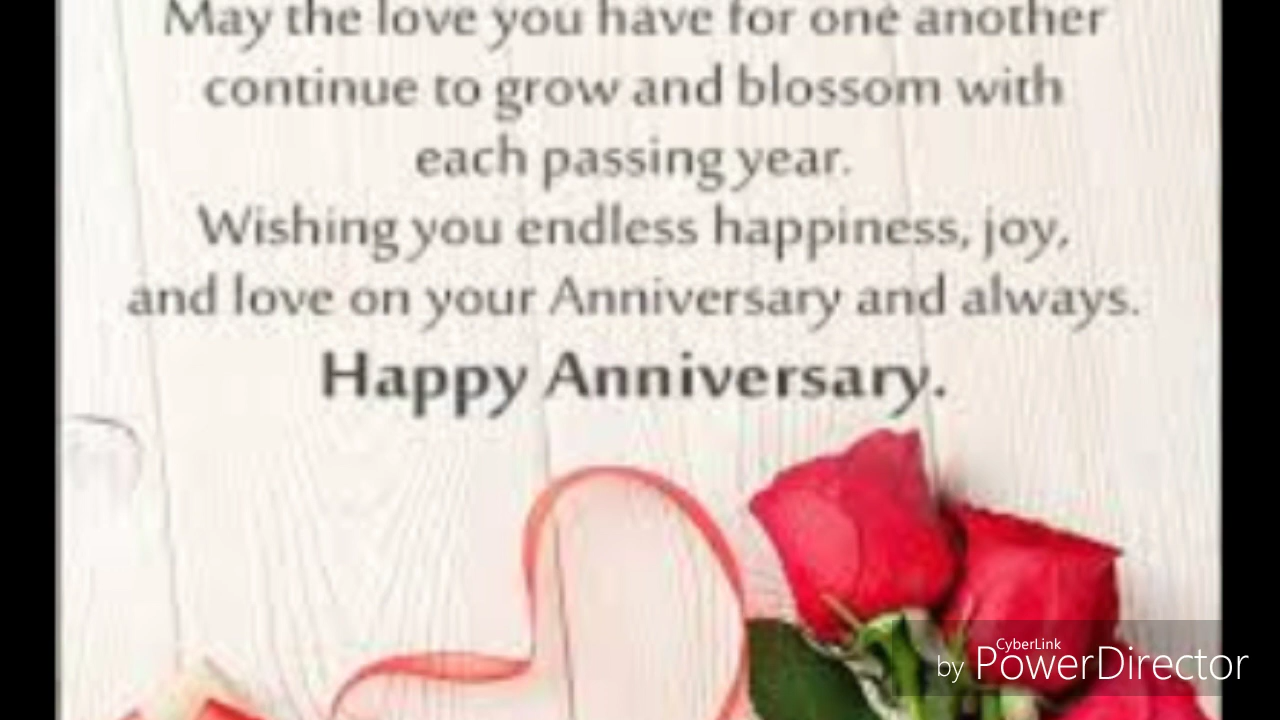 May the love you have for one another
continue to grow and blossom with
each passing year.
Wishing you endless happiness, joy,
and love on your Anniversary and always.
Happy Anniversary.
CyberLink
by PowerDirector